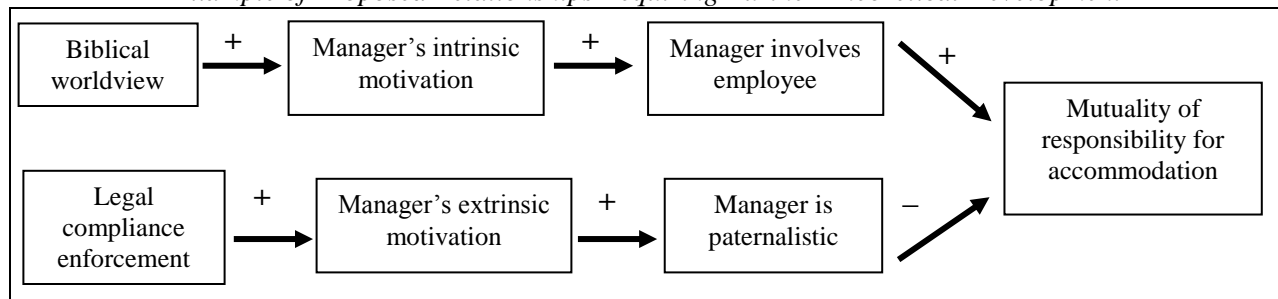 Biblical
worldview
+
Manager's intrinsic
motivation
+
Manager involves
employee
+
Mutuality of
responsibility for
accommodation
Legal
compliance
enforcement
+
Manager's extrinsic
motivation
+
Manager is
paternalistic
–